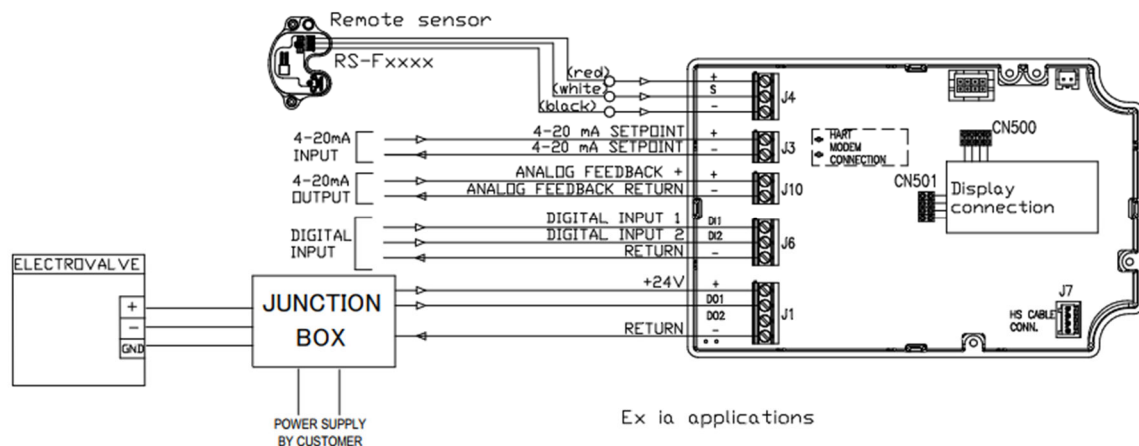 Remote sensor
RS-Fxxxx
(red)
(white)
(black)
+
S
-
J4
4-20mA
INPUT
4-20 mA SETPOINT
4-20 mA SETPOINT
+
-
J3
HART
MODEM
CONNECTION
CN500
CN501
Display
connection
4-20mA
OUTPUT
ANALOG FEEDBACK +
ANALOG FEEDBACK RETURN
+
-
J10
DIGITAL
INPUT
DIGITAL INPUT 1
DIGITAL INPUT 2
RETURN
DI1
DI2
-
J6
ELECTROVALVE
+
-
GND
JUNCTION
BOX
+24V
RETURN
+
DO1
DO2
-
J1
J7
HS CABLE
CONN.
POWER SUPPLY
BY CUSTOMER
Ex ia applications